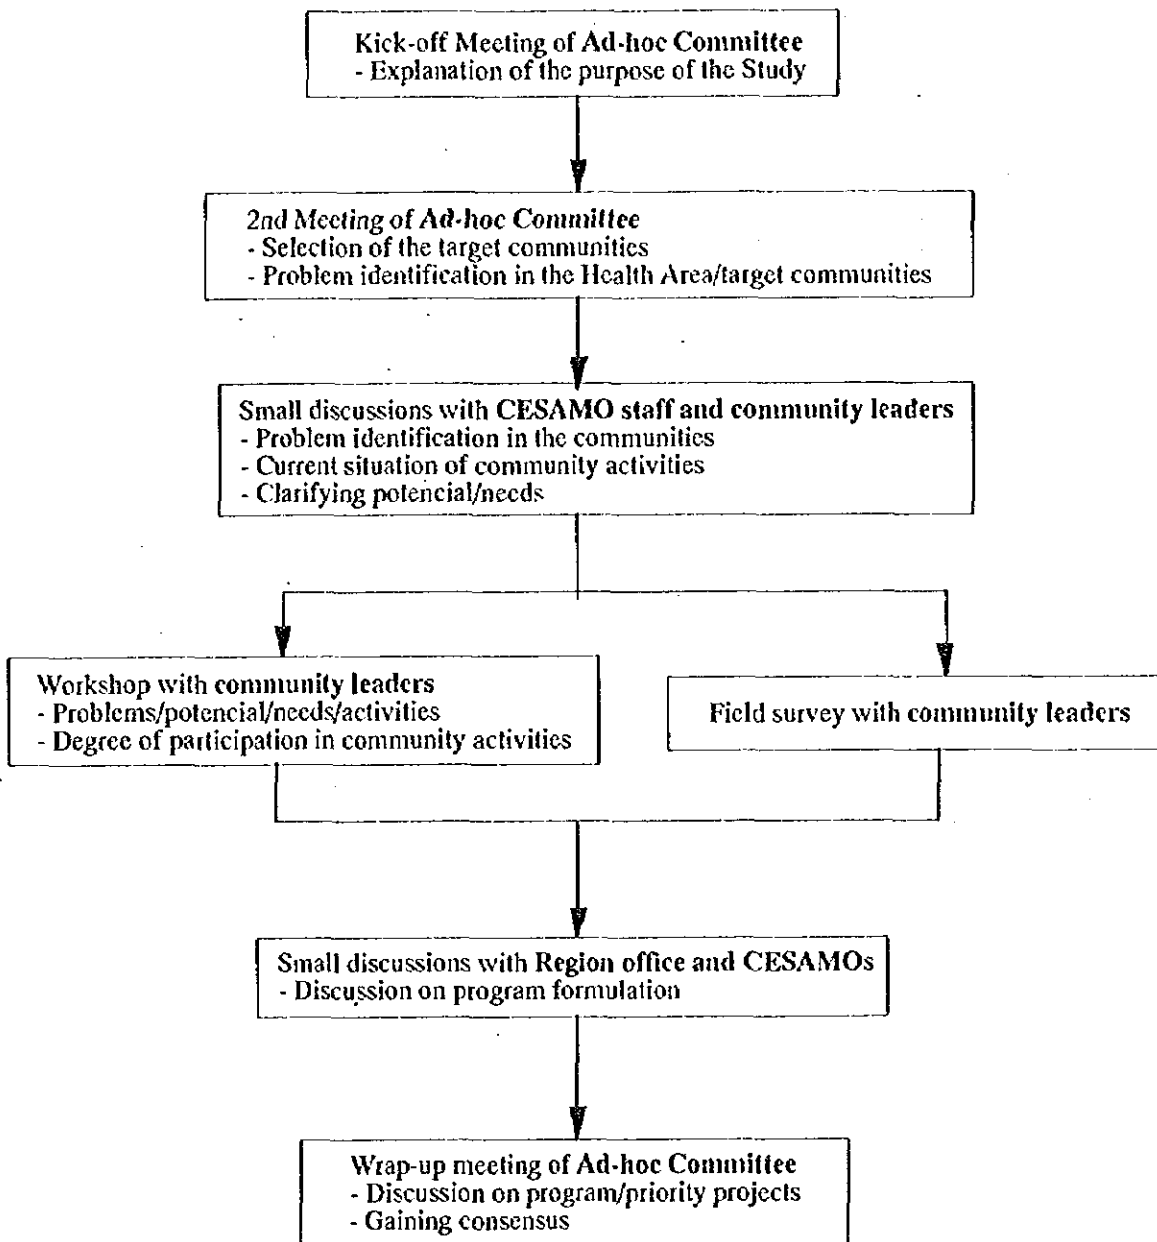 Kick-off Meeting of Ad-hoc Committee
- Explanation of the purpose of the Study
2nd Meeting of Ad-hoc Committee
- Selection of the target communities
- Problem identification in the Health Area/target communities
Small discussions with CESAMO staff and community leaders
- Problem identification in the communities
- Current situation of community activities
- Clarifying potencial/needs
Workshop with community leaders
- Problems/potencial/needs/activities
- Degree of participation in community activities
Field survey with community leaders
Small discussions with Region office and CESAMOs
- Discussion on program formulation
Wrap-up meeting of Ad-hoc Committee
- Discussion on program/priority projects
- Gaining consensus